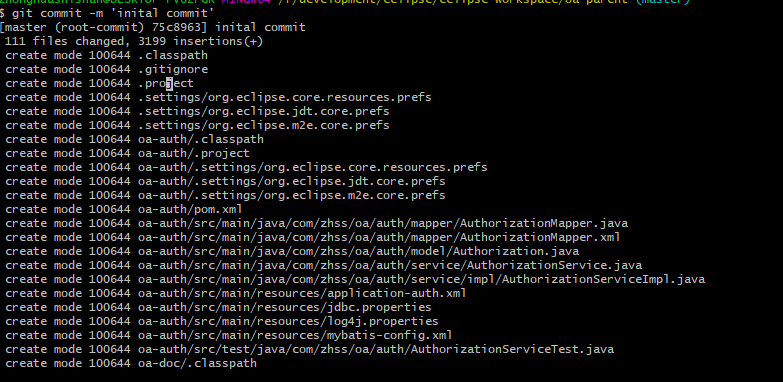 $ git commit -m 'inital commit'
[master (root-commit) 75c8963] inital commit
 111 files changed, 3199 insertions(+)
 create mode 100644 .classpath
 create mode 100644 .gitignore
 create mode 100644 .project
 create mode 100644 .settings/org.eclipse.core.resources.prefs
 create mode 100644 .settings/org.eclipse.jdt.core.prefs
 create mode 100644 .settings/org.eclipse.m2e.core.prefs
 create mode 100644 oa-auth/.classpath
 create mode 100644 oa-auth/.project
 create mode 100644 oa-auth/.settings/org.eclipse.core.resources.prefs
 create mode 100644 oa-auth/.settings/org.eclipse.jdt.core.prefs
 create mode 100644 oa-auth/.settings/org.eclipse.m2e.core.prefs
 create mode 100644 oa-auth/pom.xml
 create mode 100644 oa-auth/src/main/java/com/zhss/oa/auth/mapper/AuthorizationMapper.java
 create mode 100644 oa-auth/src/main/java/com/zhss/oa/auth/mapper/AuthorizationMapper.xml
 create mode 100644 oa-auth/src/main/java/com/zhss/oa/auth/model/Authorization.java
 create mode 100644 oa-auth/src/main/java/com/zhss/oa/auth/service/AuthorizationService.java
 create mode 100644 oa-auth/src/main/java/com/zhss/oa/auth/service/impl/AuthorizationServiceImpl.java
 create mode 100644 oa-auth/src/main/resources/application-auth.xml
 create mode 100644 oa-auth/src/main/resources/jdbc.properties
 create mode 100644 oa-auth/src/main/resources/log4j.properties
 create mode 100644 oa-auth/src/main/resources/mybatis-config.xml
 create mode 100644 oa-auth/src/test/java/com/zhss/oa/auth/AuthorizationServiceTest.java
 create mode 100644 oa-doc/.classpath